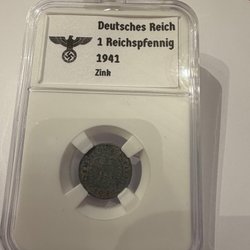 Deutsches Reich
1 Reichspfennig
1941
Zink